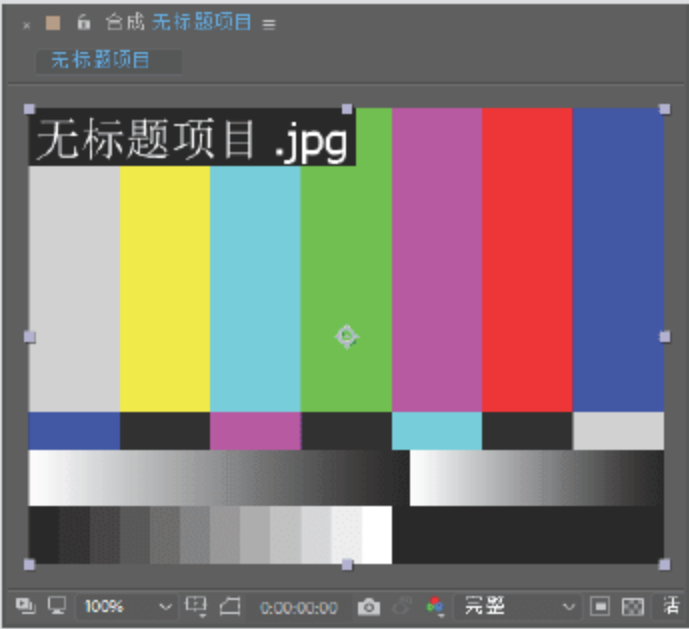 × 合成 无标题项目 ≡
无标题项目
无标题项目 .jpg
100% 0:00:00:00 完整 活